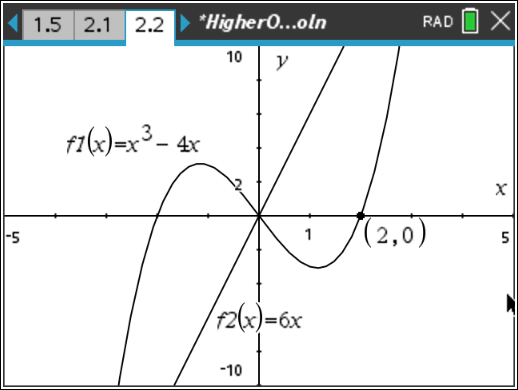 1.5 2.1 2.2 *HigherO...oln RAD
10 y
f1(x)=x³ – 4x
2
x
-5 1 (2,0) 5
f2(x)=6x
-10